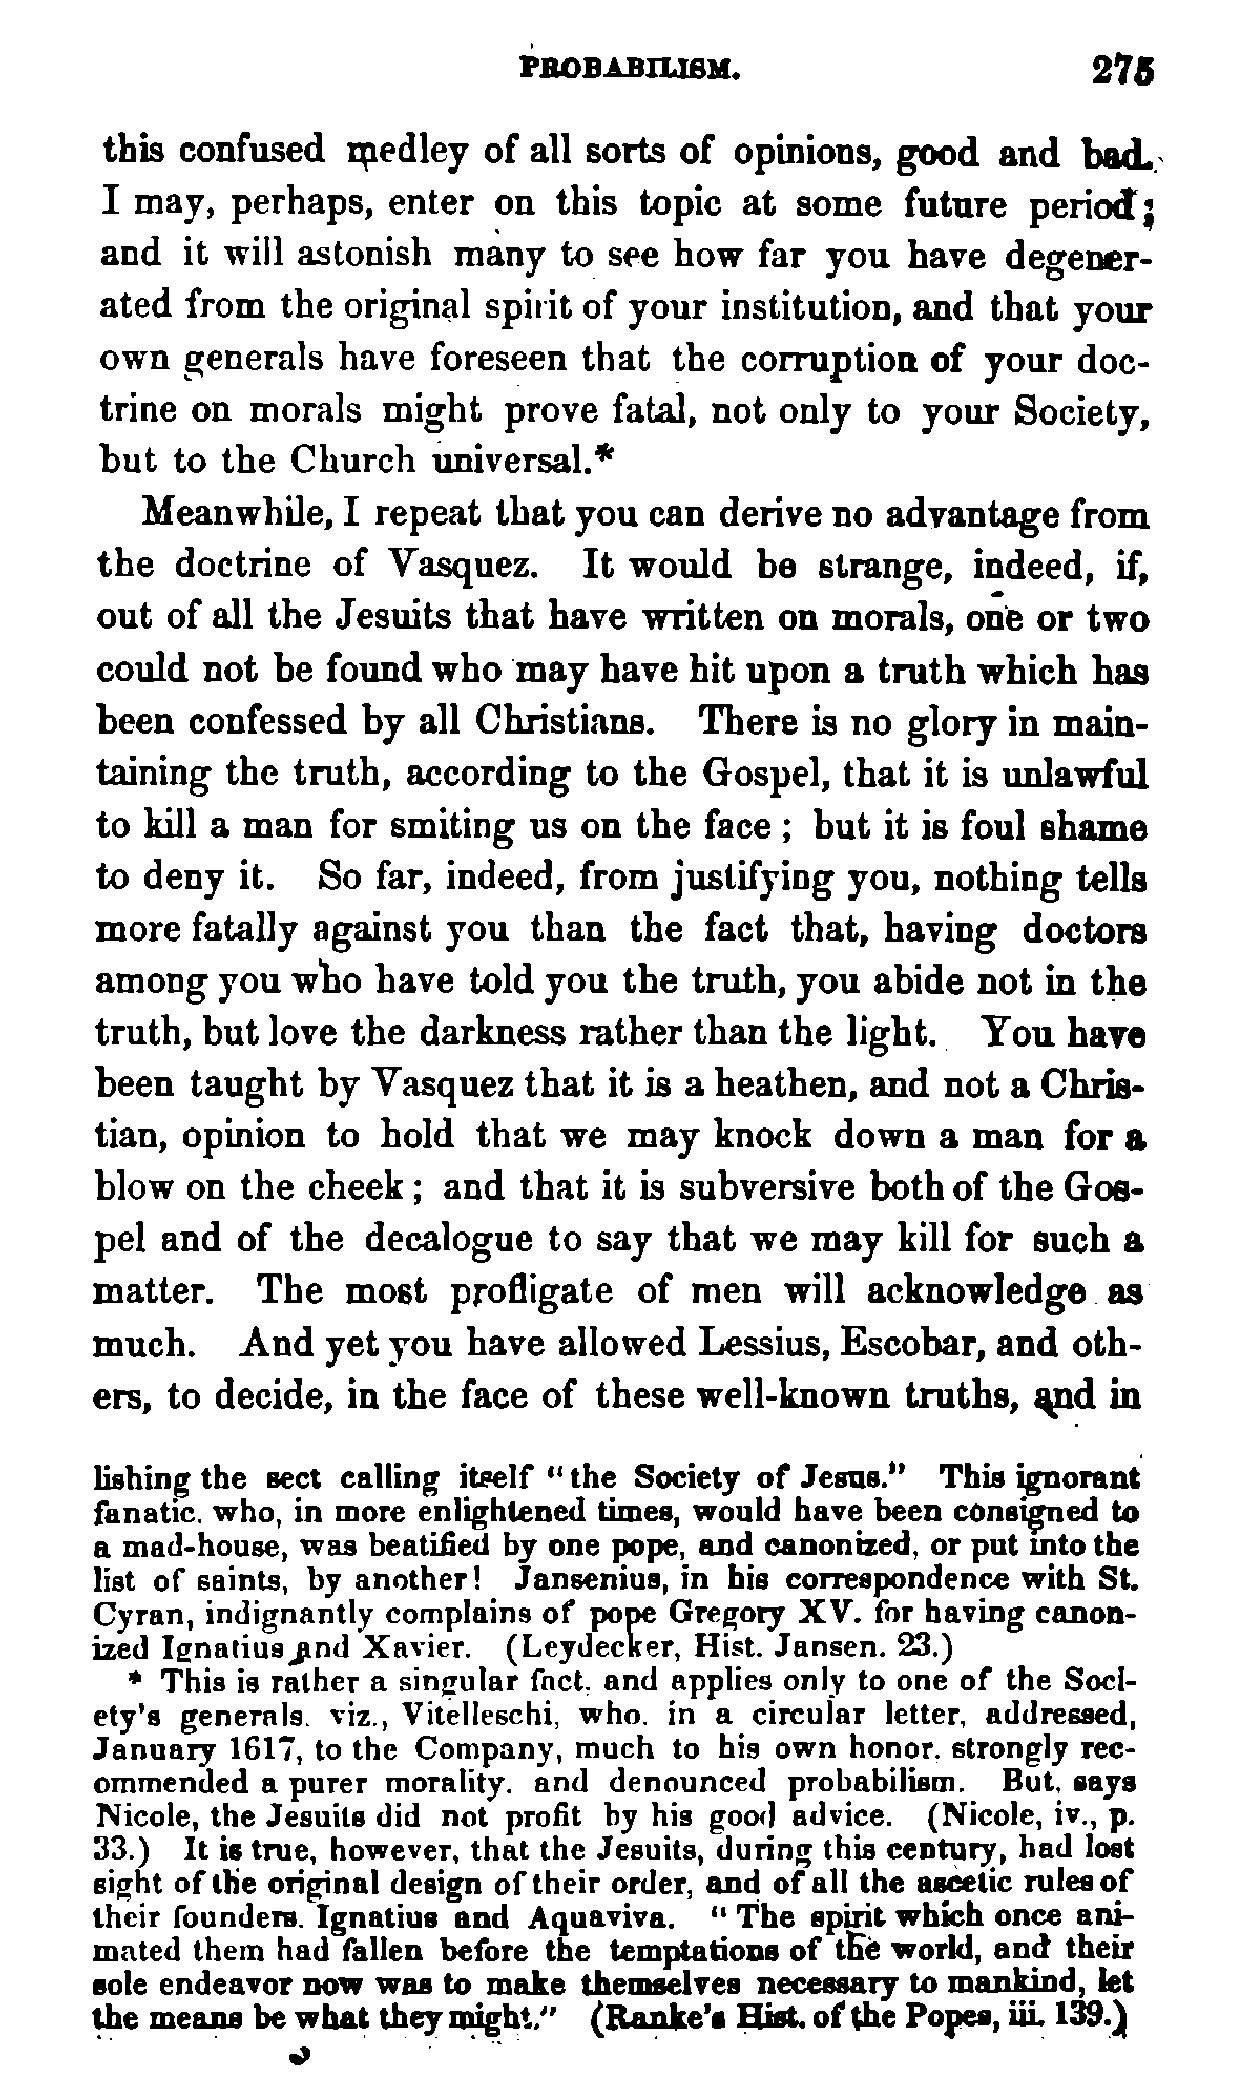 PROBABILISM. 275
this confused medley of all sorts of opinions, good and bad.
I may, perhaps, enter on this topic at some future period;
and it will astonish many to see how far you have degener-
ated from the original spirit of your institution, and that your
own generals have foreseen that the corruption of your doc-
trine on morals might prove fatal, not only to your Society,
but to the Church universal.*
Meanwhile, I repeat that you can derive no advantage from
the doctrine of Vasquez. It would be strange, indeed, if,
out of all the Jesuits that have written on morals, one or two
could not be found who may have hit upon a truth which has
been confessed by all Christians. There is no glory in main-
taining the truth, according to the Gospel, that it is unlawful
to kill a man for smiting us on the face; but it is foul shame
to deny it. So far, indeed, from justifying you, nothing tells
more fatally against you than the fact that, having doctors
among you who have told you the truth, you abide not in the
truth, but love the darkness rather than the light. You have
been taught by Vasquez that it is a heathen, and not a Chris-
tian, opinion to hold that we may knock down a man for a
blow on the cheek; and that it is subversive both of the Gos-
pel and of the decalogue to say that we may kill for such a
matter. The most profligate of men will acknowledge as
much. And yet you have allowed Lessius, Escobar, and oth-
ers, to decide, in the face of these well-known truths, and in
lishing the sect calling itself "the Society of Jesus." This ignorant
fanatic. who, in more enlightened times, would have been consigned to
a mad-house, was beatified by one pope, and canonized, or put into the
list of saints, by another! Jansenius, in his correspondence with St.
Cyran, indignantly complains of pope Gregory XV. for having canon-
ized Ignatius and Xavier. (Leydecker, Hist. Jansen. 23.)
* This is rather a singular fact. and applies only to one of the Soci-
ety's generals. viz., Vitelleschi, who. in a circular letter, addressed,
January 1617, to the Company, much to his own honor. strongly rec-
ommended a purer morality. and denounced probabilism. But. says
Nicole, the Jesuits did not profit by his good advice. (Nicole, iv., p.
33.) It is true, however, that the Jesuits, during this century, had lost
sight of the original design of their order, and of all the ascetic rules of
their founders. Ignatius and Aquaviva. "The spirit which once ani-
mated them had fallen before the temptations of the world, and their
sole endeavor now was to make themselves necessary to mankind, let
the means be what they might." (Ranke's Hist. of the Popes, iii. 139.)